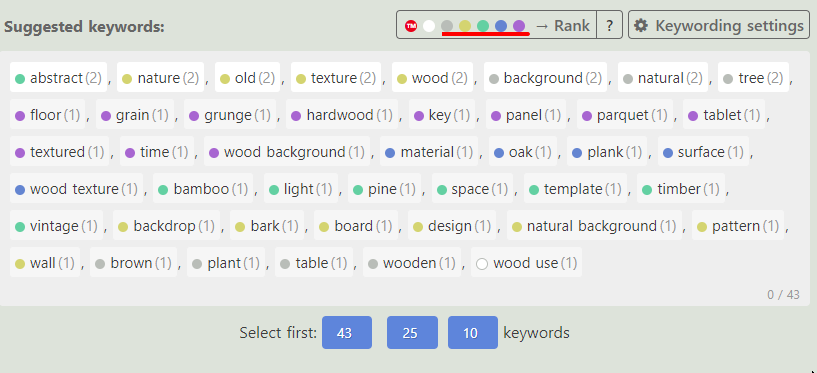 Suggested keywords: TM → Rank ? Keywording settings
abstract (2) , nature (2) , old (2) , texture (2) , wood (2) , background (2) , natural (2) , tree (2) ,
floor (1) , grain (1) , grunge (1) , hardwood (1) , key (1) , panel (1) , parquet (1) , tablet (1) ,
textured (1) , time (1) , wood background (1) , material (1) , oak (1) , plank (1) , surface (1) ,
wood texture (1) , bamboo (1) , light (1) , pine (1) , space (1) , template (1) , timber (1) ,
vintage (1) , backdrop (1) , bark (1) , board (1) , design (1) , natural background (1) , pattern (1) ,
wall (1) , brown (1) , plant (1) , table (1) , wooden (1) , wood use (1)
0 / 43
Select first: 43 25 10 keywords